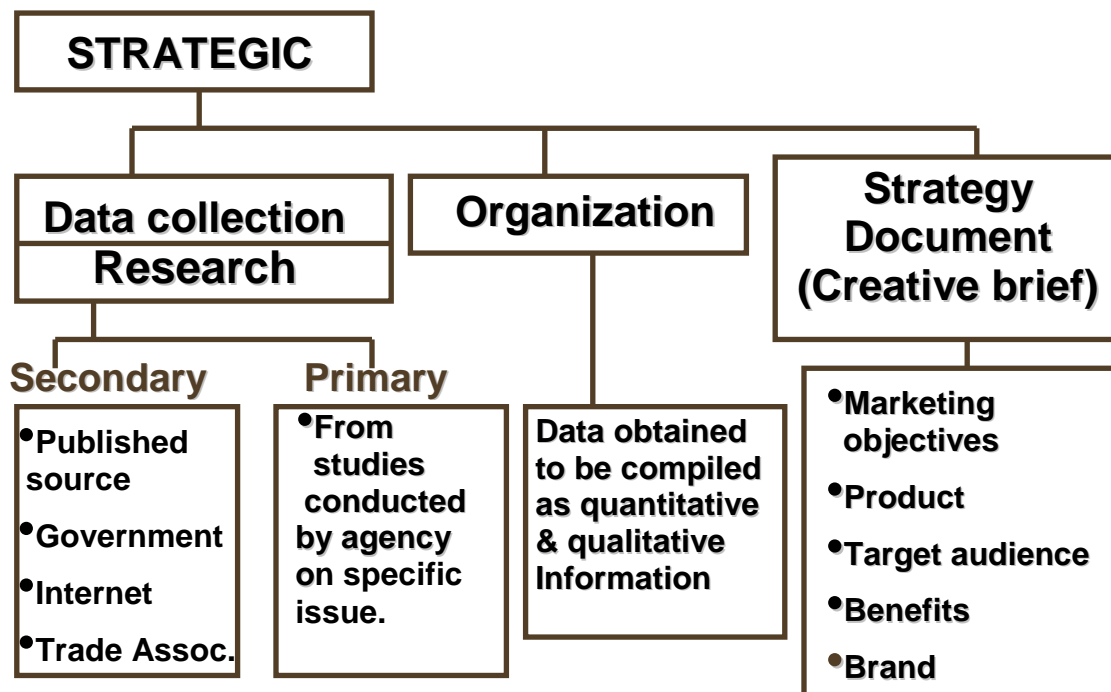 STRATEGIC
Data collection
Research
Organization
Strategy
Document
(Creative brief)
Secondary
•Published
source
•Government
•Internet
•Trade Assoc.
Primary
•From
studies
conducted
by agency
on specific
issue.
Data obtained
to be compiled
as quantitative
& qualitative
Information
•Marketing
objectives
•Product
•Target audience
•Benefits
•Brand